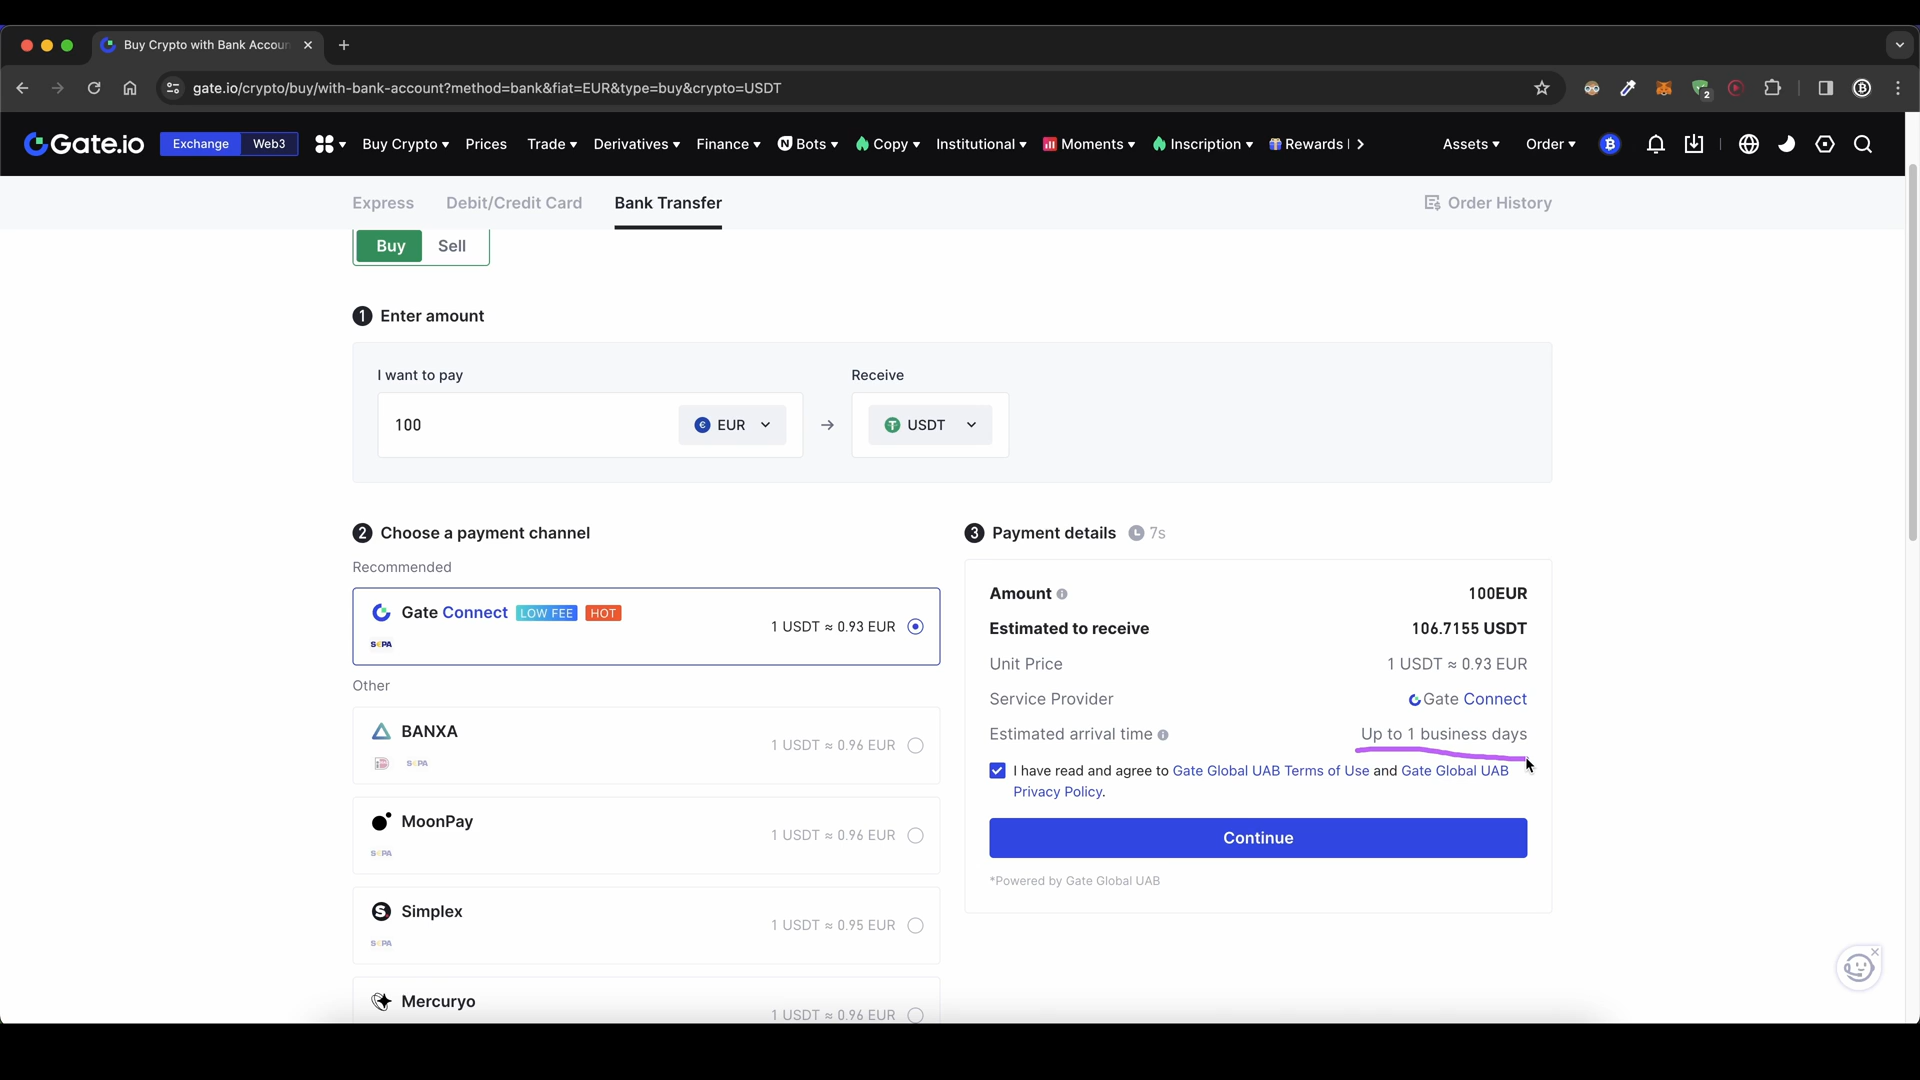 Buy Crypto with Bank Accoun
gate.io/crypto/buy/with-bank-account?method=bank&fiat=EUR&type=buy&crypto=USDT
2
Gate.io Exchange Web3 Buy Crypto Prices Trade Derivatives Finance Bots Copy Institutional Moments Inscription Rewards Assets Order
Express Debit/Credit Card Bank Transfer Order History
Buy Sell
1 Enter amount
I want to pay Receive
100 EUR → USDT
2 Choose a payment channel
Recommended
Gate Connect LOW FEE HOT
1 USDT ≈ 0.93 EUR
SEPA
Other
BANXA
1 USDT ≈ 0.96 EUR
SEPA
MoonPay
1 USDT ≈ 0.96 EUR
SEPA
Simplex
1 USDT ≈ 0.95 EUR
SEPA
Mercuryo
1 USDT ≈ 0.96 EUR
3 Payment details 7s
Amount 100EUR
Estimated to receive 106.7155 USDT
Unit Price 1 USDT ≈ 0.93 EUR
Service Provider Gate Connect
Estimated arrival time Up to 1 business days
I have read and agree to Gate Global UAB Terms of Use and Gate Global UAB
Privacy Policy.
Continue
*Powered by Gate Global UAB